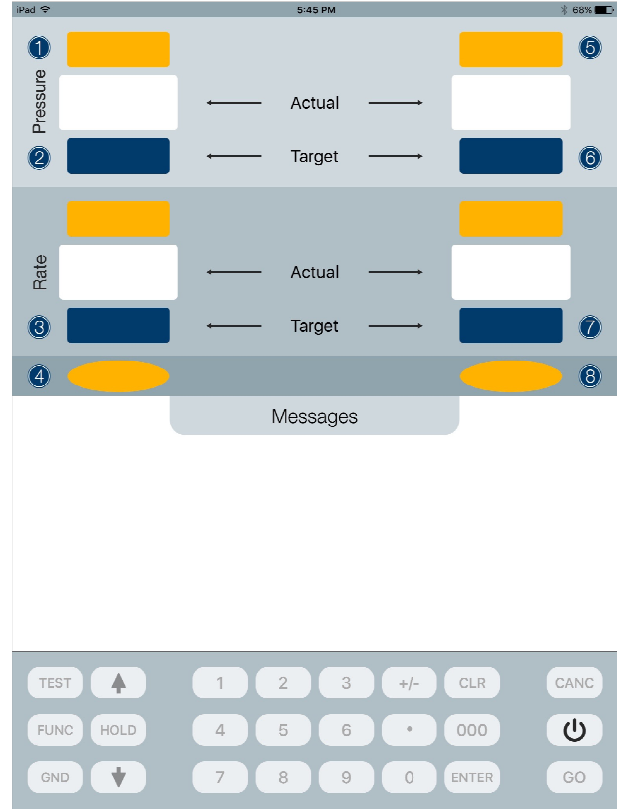 iPad 5:45 PM 68%
1 5
Pressure
Actual
2 Target 6
Rate
Actual
3 Target 7
4 8
Messages
TEST 1 2 3 +/- CLR CANC
FUNC HOLD 4 5 6 • 000
GND 7 8 9 0 ENTER GO